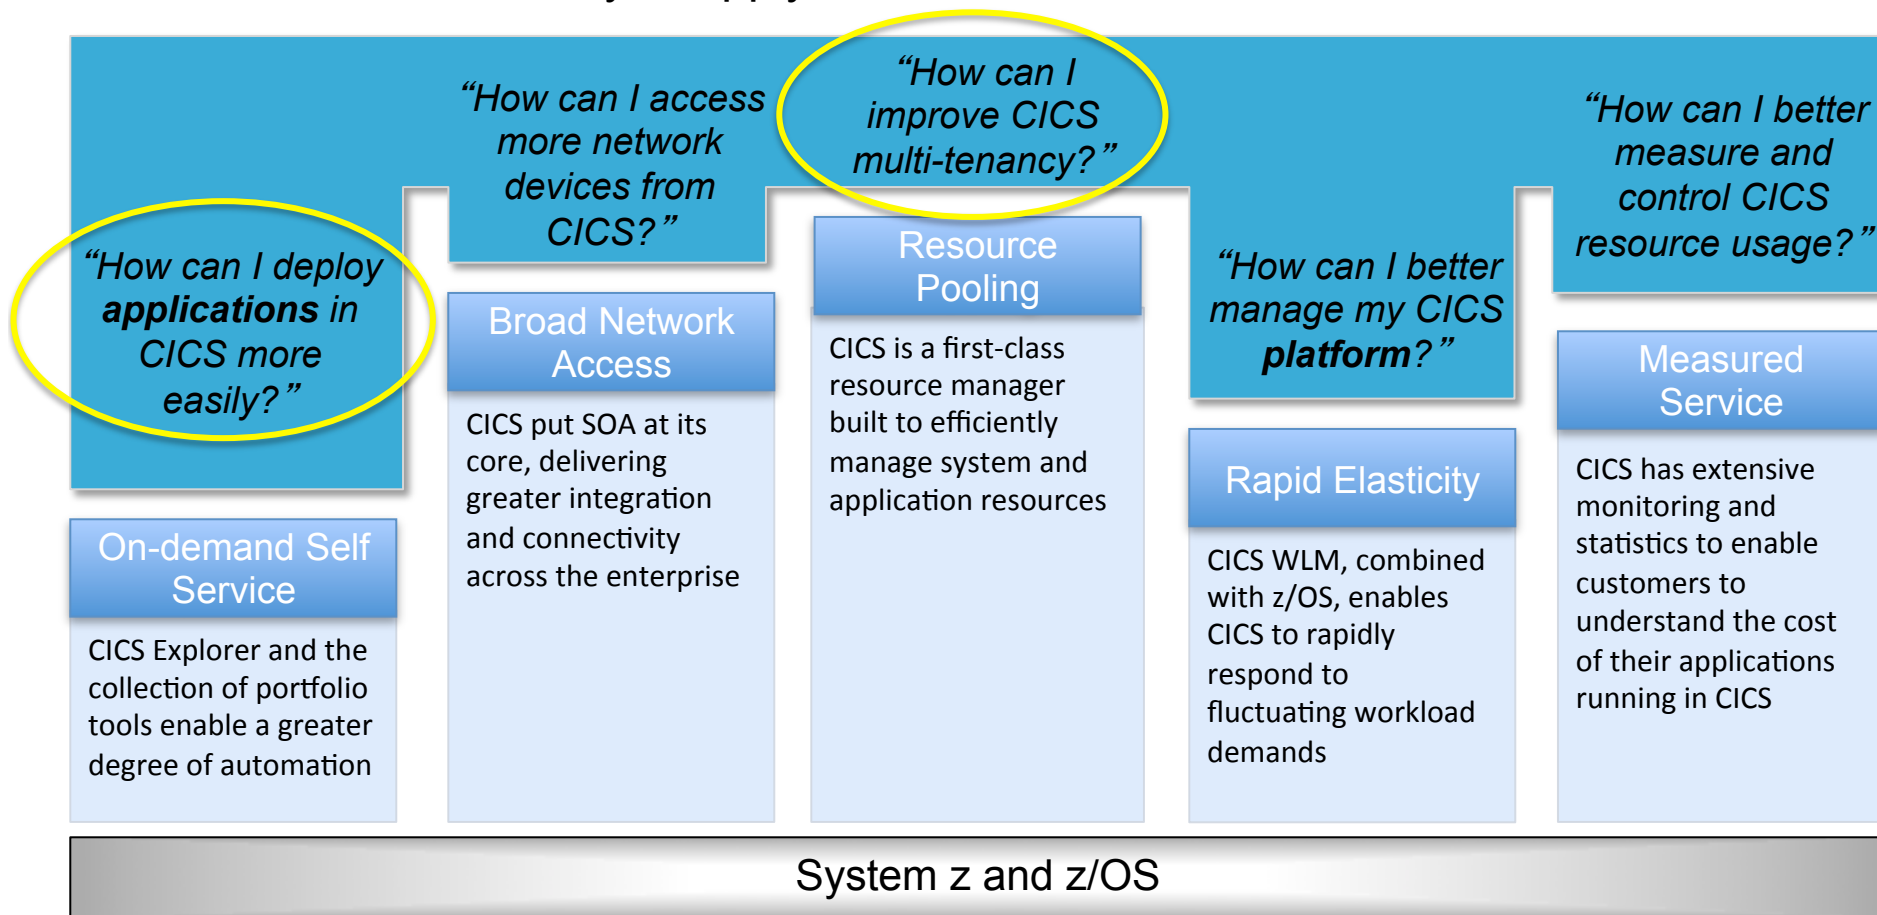 “How can I deploy
applications in
CICS more
easily?”
On-demand Self
Service
CICS Explorer and the
collection of portfolio
tools enable a greater
degree of automation
“How can I access
more network
devices from
CICS?”
Broad Network
Access
CICS put SOA at its
core, delivering
greater integration
and connectivity
across the enterprise
“How can I
improve CICS
multi-tenancy?”
Resource
Pooling
CICS is a first-class
resource manager
built to efficiently
manage system and
application resources
“How can I better
manage my CICS
platform?”
Rapid Elasticity
CICS WLM, combined
with z/OS, enables
CICS to rapidly
respond to
fluctuating workload
demands
“How can I better
measure and
control CICS
resource usage?”
Measured
Service
CICS has extensive
monitoring and
statistics to enable
customers to
understand the cost
of their applications
running in CICS
System z and z/OS